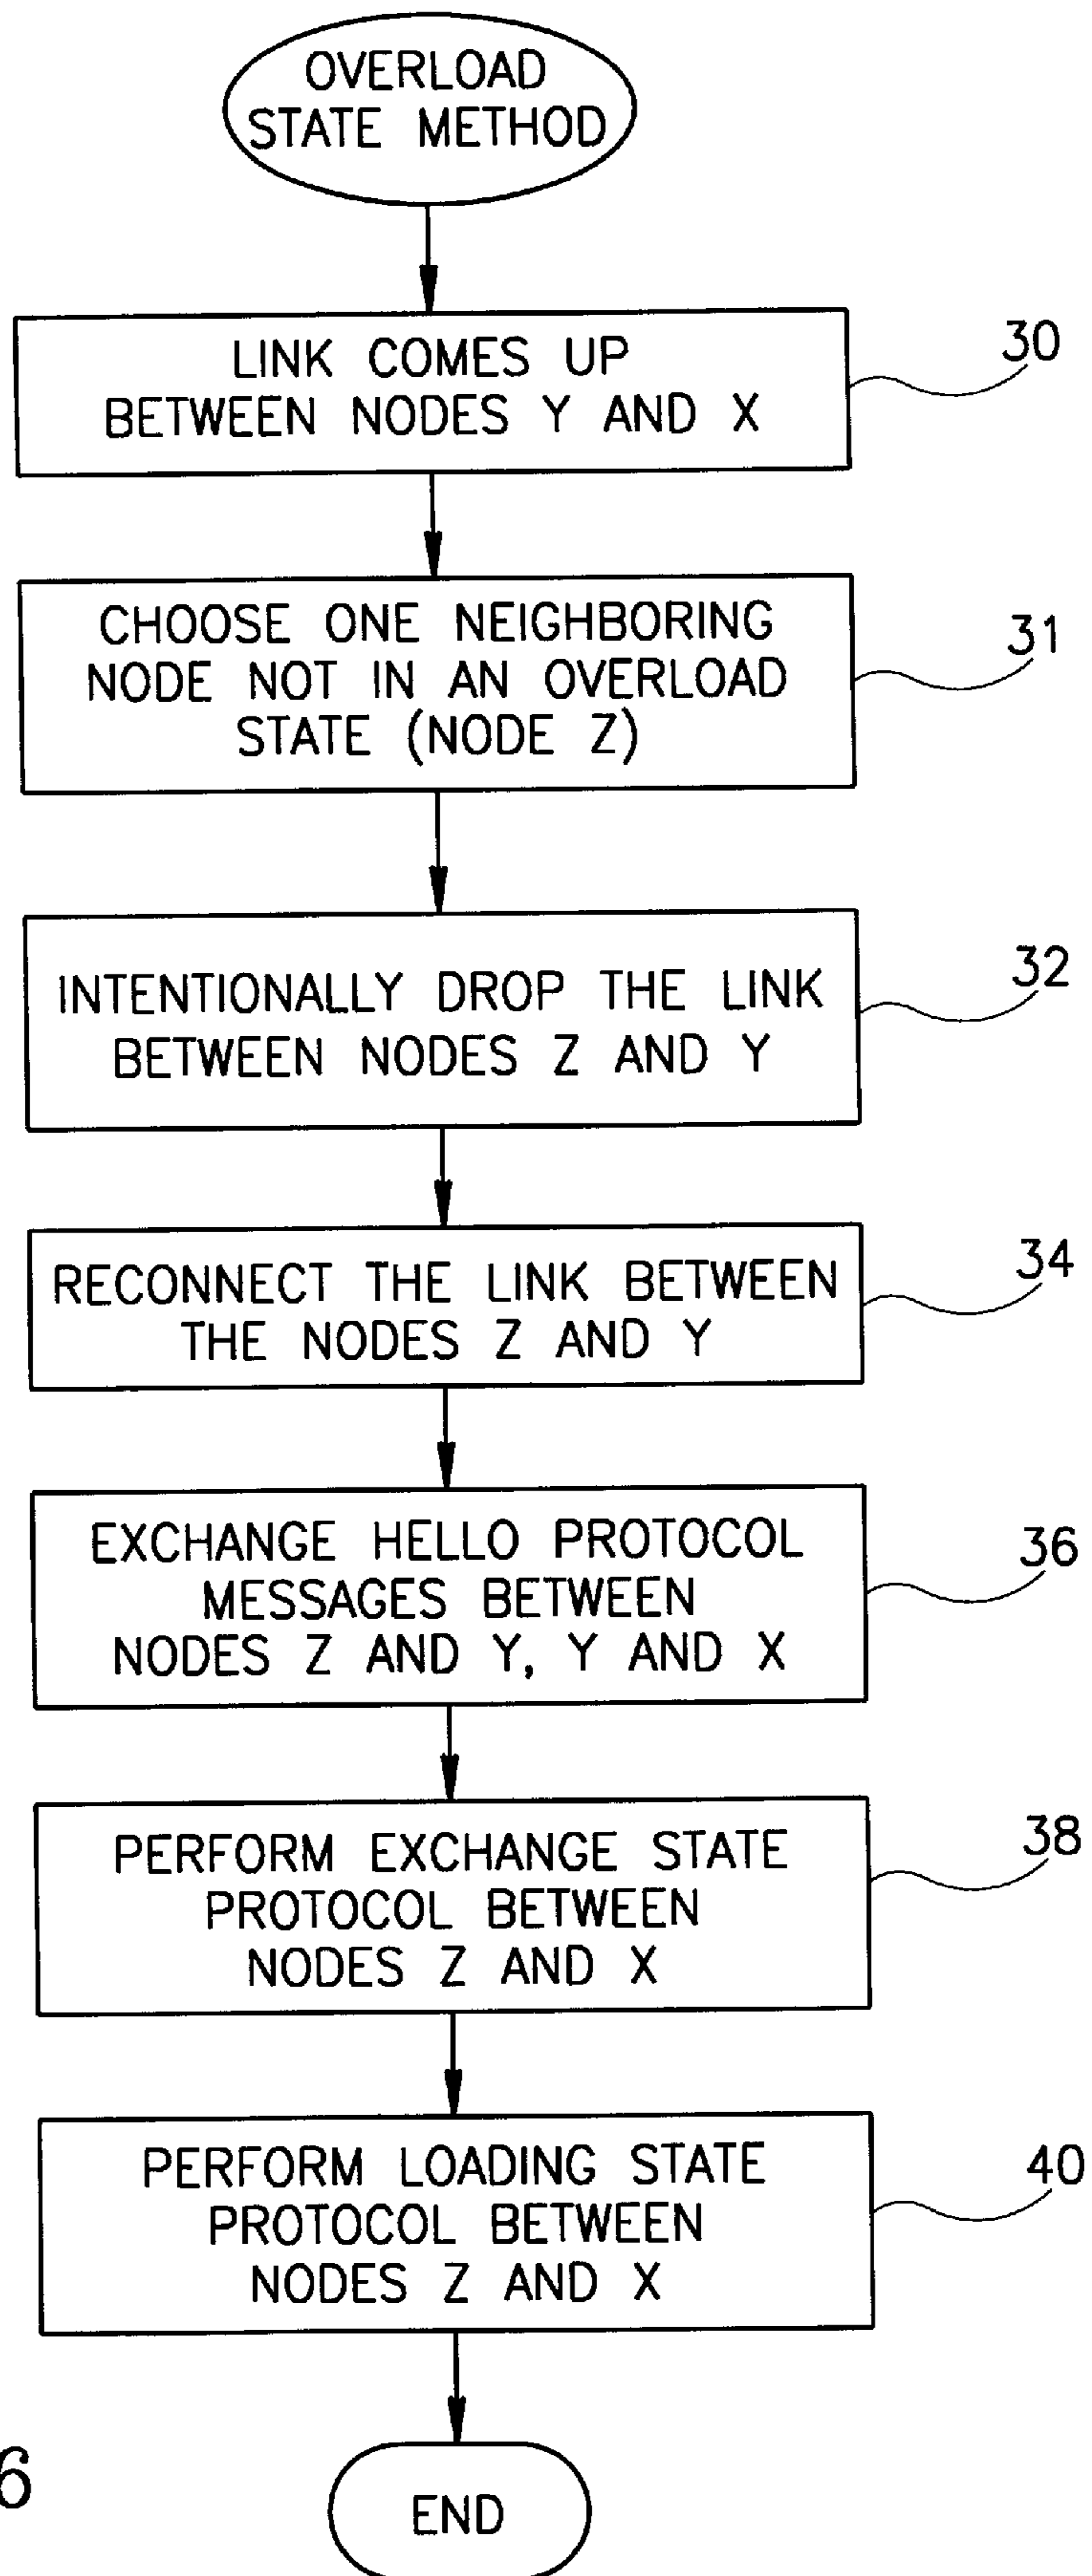 OVERLOAD
STATE METHOD
LINK COMES UP
BETWEEN NODES Y AND X
30
CHOOSE ONE NEIGHBORING
NODE NOT IN AN OVERLOAD
STATE (NODE Z)
31
INTENTIONALLY DROP THE LINK
BETWEEN NODES Z AND Y
32
RECONNECT THE LINK BETWEEN
THE NODES Z AND Y
34
EXCHANGE HELLO PROTOCOL
MESSAGES BETWEEN
NODES Z AND Y, Y AND X
36
PERFORM EXCHANGE STATE
PROTOCOL BETWEEN
NODES Z AND X
38
PERFORM LOADING STATE
PROTOCOL BETWEEN
NODES Z AND X
40
6
END